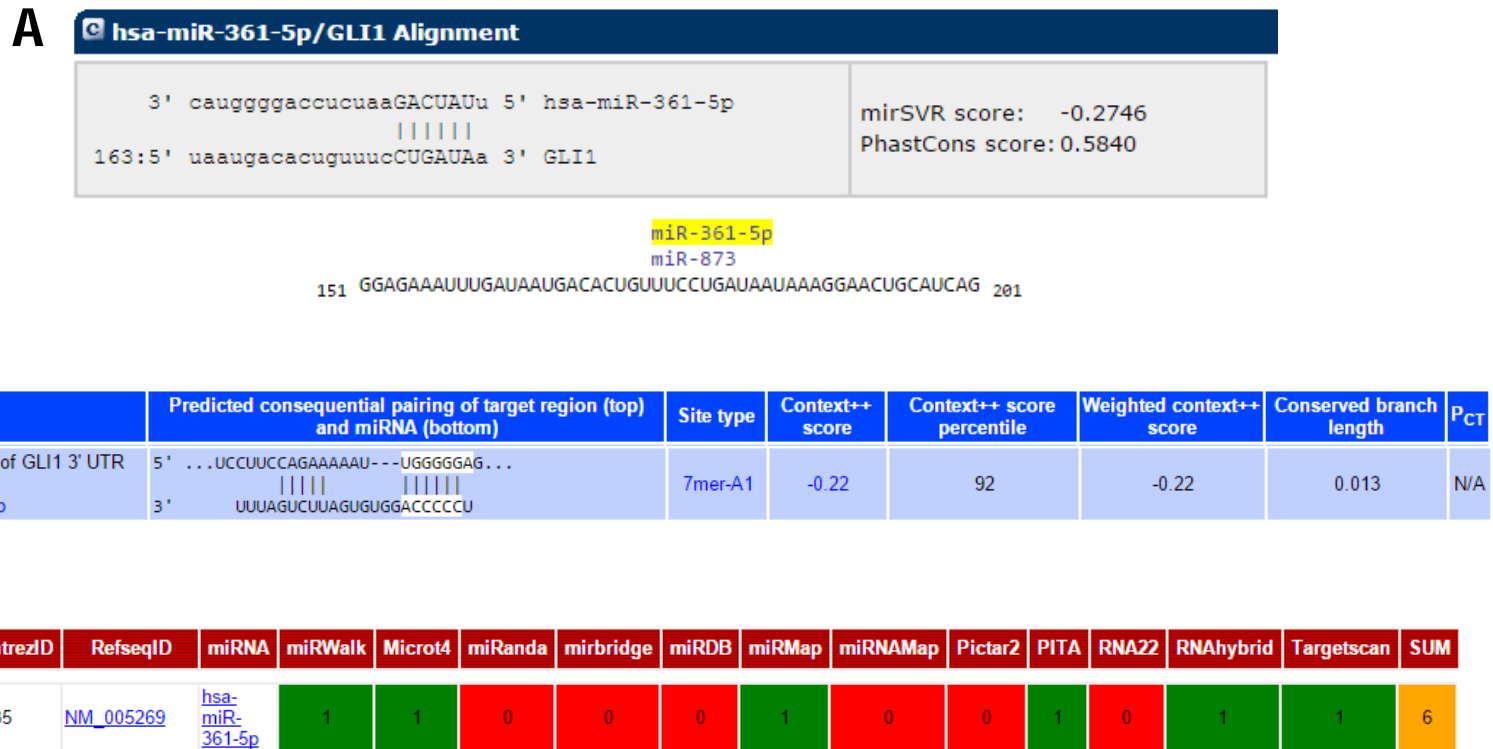 A
hsa-miR-361-5p/GLI1 Alignment
3' cauggggaccucuaaGACUAUu 5' hsa-miR-361-5p
||||||
163:5' uaaugacacuguuucCUGAUAa 3' GLI1
mirSVR score: -0.2746
PhastCons score: 0.5840
miR-361-5p
miR-873
151 GGAGAAAUUUGAUAAUGACACUGUUUCCUGAUAAUAAAGGAACUGCAUCAG 201
Predicted consequential pairing of target region (top) and miRNA (bottom) Site type Context++ score Context++ score percentile Weighted context++ score Conserved branch length PCT
of GLI1 3' UTR 5' ...UCCUUCCAGAAAAAU---UGGGGGAG... 7mer-A1 -0.22 92 -0.22 0.013 N/A
||||| ||||||
3' UUUAGUCUUAGUGUGGACCCCCU
trezID RefseqID miRNA miRWalk Microt4 miRanda mirbridge miRDB miRMap miRNAMap Pictar2 PITA RNA22 RNAhybrid Targetscan SUM
35 NM_005269 hsa-miR-361-5p 1 1 0 0 0 1 0 0 1 0 1 1 6